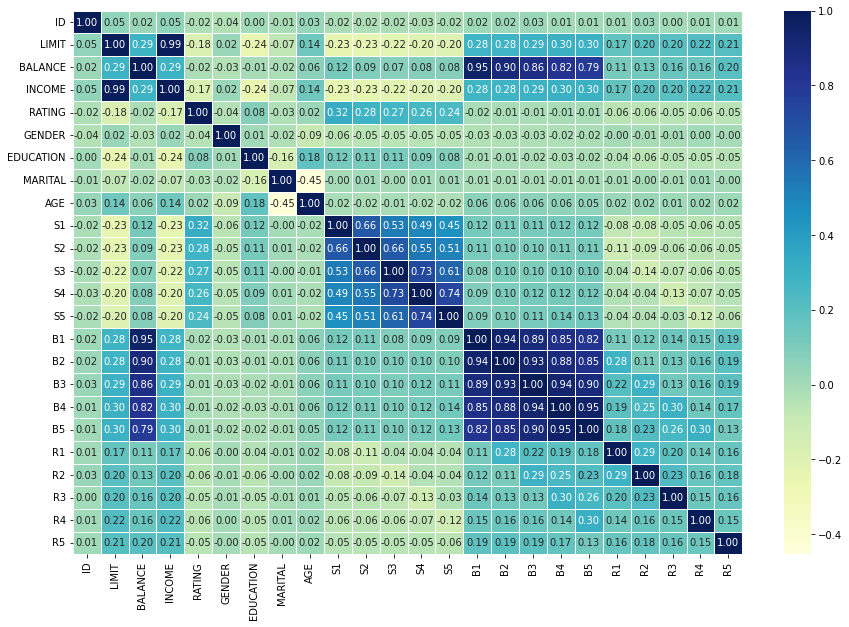 ID 1.00 0.05 0.02 0.05 -0.02 -0.04 0.00 -0.01 0.03 -0.02 -0.02 -0.02 -0.03 -0.02 0.02 0.02 0.03 0.01 0.01 0.01 0.03 0.00 0.01 0.01
LIMIT 0.05 1.00 0.29 0.99 -0.18 0.02 -0.24 -0.07 0.14 -0.23 -0.23 -0.22 -0.20 -0.20 0.28 0.28 0.29 0.30 0.30 0.17 0.20 0.20 0.22 0.21
BALANCE 0.02 0.29 1.00 0.29 -0.02 -0.03 -0.01 -0.02 0.06 0.12 0.09 0.07 0.08 0.08 0.95 0.90 0.86 0.82 0.79 0.11 0.13 0.16 0.16 0.20
INCOME 0.05 0.99 0.29 1.00 -0.17 0.02 -0.24 -0.07 0.14 -0.23 -0.23 -0.22 -0.20 -0.20 0.28 0.28 0.29 0.30 0.30 0.17 0.20 0.20 0.22 0.21
RATING -0.02 -0.18 -0.02 -0.17 1.00 -0.04 0.08 -0.03 0.02 0.32 0.28 0.27 0.26 0.24 -0.02 -0.01 -0.01 -0.01 -0.01 -0.06 -0.06 -0.05 -0.06 -0.05
GENDER -0.04 0.02 -0.03 0.02 -0.04 1.00 0.01 -0.02 -0.09 -0.06 -0.05 -0.05 -0.05 -0.05 -0.03 -0.03 -0.03 -0.02 -0.02 -0.00 -0.01 -0.01 0.00 -0.00
EDUCATION 0.00 -0.24 -0.01 -0.24 0.08 0.01 1.00 -0.16 0.18 0.12 0.11 0.11 0.09 0.08 -0.01 -0.01 -0.02 -0.03 -0.02 -0.04 -0.06 -0.05 -0.05 -0.05
MARITAL -0.01 -0.07 -0.02 -0.07 -0.03 -0.02 -0.16 1.00 -0.45 -0.00 0.01 -0.00 0.01 0.01 -0.01 -0.01 -0.01 -0.01 -0.01 -0.01 -0.00 -0.01 0.01 -0.00
AGE 0.03 0.14 0.06 0.14 0.02 -0.09 0.18 -0.45 1.00 -0.02 -0.02 -0.01 -0.02 -0.02 0.06 0.06 0.06 0.06 0.05 0.02 0.02 0.01 0.02 0.02
S1 -0.02 -0.23 0.12 -0.23 0.32 -0.06 0.12 -0.00 -0.02 1.00 0.66 0.53 0.49 0.45 0.12 0.11 0.11 0.12 0.11 -0.08 -0.08 -0.05 -0.06 -0.05
S2 -0.02 -0.23 0.09 -0.23 0.28 -0.05 0.11 0.01 -0.02 0.66 1.00 0.66 0.55 0.51 0.11 0.10 0.10 0.11 0.11 -0.11 -0.09 -0.06 -0.06 -0.05
S3 -0.02 -0.22 0.07 -0.22 0.27 -0.05 0.11 -0.00 -0.01 0.53 0.66 1.00 0.73 0.61 0.08 0.10 0.10 0.10 0.10 -0.04 -0.14 -0.07 -0.06 -0.05
S4 -0.03 -0.20 0.08 -0.20 0.26 -0.05 0.09 0.01 -0.02 0.49 0.55 0.73 1.00 0.74 0.09 0.10 0.12 0.12 0.12 -0.04 -0.04 -0.13 -0.07 -0.05
S5 -0.02 -0.20 0.08 -0.20 0.24 -0.05 0.08 0.01 -0.02 0.45 0.51 0.61 0.74 1.00 0.09 0.10 0.11 0.14 0.13 -0.04 -0.04 -0.03 -0.12 -0.06
B1 0.02 0.28 0.95 0.28 -0.02 -0.03 -0.01 -0.01 0.06 0.12 0.11 0.08 0.09 0.09 1.00 0.94 0.89 0.85 0.82 0.11 0.12 0.14 0.15 0.19
B2 0.02 0.28 0.90 0.28 -0.01 -0.03 -0.01 -0.01 0.06 0.11 0.10 0.10 0.10 0.10 0.94 1.00 0.93 0.88 0.85 0.28 0.11 0.13 0.16 0.19
B3 0.03 0.29 0.86 0.29 -0.01 -0.03 -0.02 -0.01 0.06 0.11 0.10 0.10 0.12 0.11 0.89 0.93 1.00 0.94 0.90 0.22 0.29 0.13 0.16 0.19
B4 0.01 0.30 0.82 0.30 -0.01 -0.02 -0.03 -0.01 0.06 0.12 0.11 0.10 0.12 0.14 0.85 0.88 0.94 1.00 0.95 0.19 0.25 0.30 0.14 0.17
B5 0.01 0.30 0.79 0.30 -0.01 -0.02 -0.02 -0.01 0.05 0.11 0.11 0.10 0.12 0.13 0.82 0.85 0.90 0.95 1.00 0.18 0.23 0.26 0.30 0.13
R1 0.01 0.17 0.11 0.17 -0.06 -0.00 -0.04 -0.01 0.02 -0.08 -0.11 -0.04 -0.04 -0.04 0.11 0.28 0.22 0.19 0.18 1.00 0.29 0.20 0.14 0.16
R2 0.03 0.20 0.13 0.20 -0.06 -0.01 -0.06 -0.00 0.02 -0.08 -0.09 -0.14 -0.04 -0.04 0.12 0.11 0.29 0.25 0.23 0.29 1.00 0.23 0.16 0.18
R3 0.00 0.20 0.16 0.20 -0.05 -0.01 -0.05 -0.01 0.01 -0.05 -0.06 -0.07 -0.13 -0.03 0.14 0.13 0.13 0.30 0.26 0.20 0.23 1.00 0.15 0.16
R4 0.01 0.22 0.16 0.22 -0.06 0.00 -0.05 0.01 0.02 -0.06 -0.06 -0.06 -0.07 -0.12 0.15 0.16 0.16 0.14 0.30 0.14 0.16 0.15 1.00 0.15
R5 0.01 0.21 0.20 0.21 -0.05 -0.00 -0.05 -0.00 0.02 -0.05 -0.05 -0.05 -0.05 -0.06 0.19 0.19 0.19 0.17 0.13 0.16 0.18 0.16 0.15 1.00
ID LIMIT BALANCE INCOME RATING GENDER EDUCATION MARITAL AGE S1 S2 S3 S4 S5 B1 B2 B3 B4 B5 R1 R2 R3 R4 R5
1.0
0.8
0.6
0.4
0.2
0.0
−0.2
−0.4